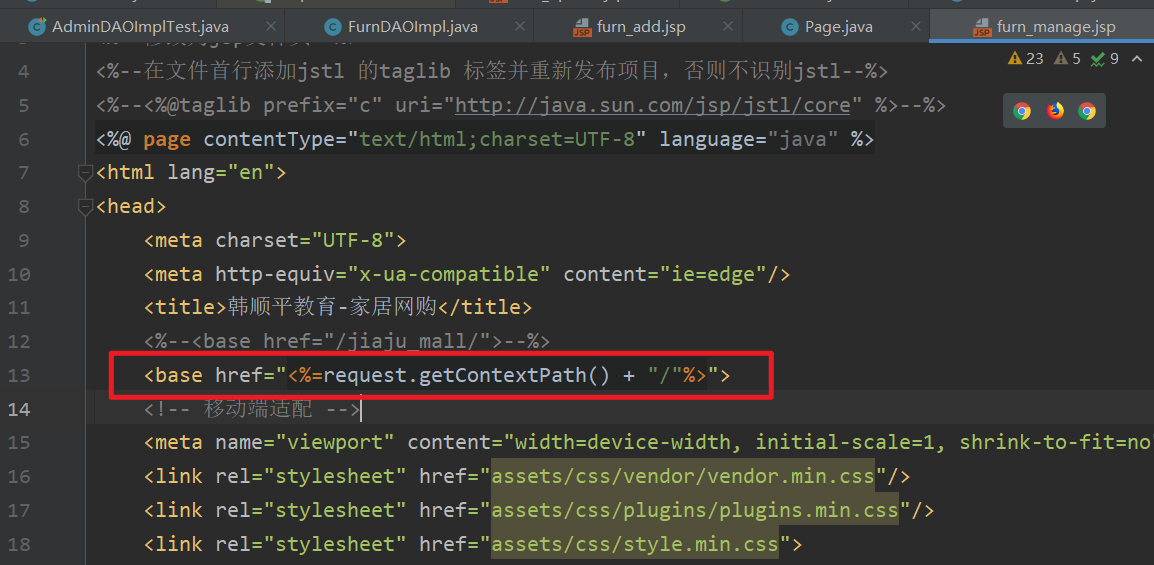 AdminDAOImplTest.java FurnDAOImpl.java furn_add.jsp Page.java furn_manage.jsp
4 <%--在文件首行添加jstl 的taglib 标签并重新发布项目，否则不识别jstl--%> 23 5 9
5 <%--<%@taglib prefix="c" uri="http://java.sun.com/jsp/jstl/core" %>--%>
6 <%@ page contentType="text/html;charset=UTF-8" language="java" %>
7 <html lang="en">
8 <head>
9 <meta charset="UTF-8">
10 <meta http-equiv="x-ua-compatible" content="ie=edge"/>
11 <title>韩顺平教育-家居网购</title>
12 <%--<base href="/jiaju_mall/">--%>
13 <base href="<%=request.getContextPath() + "/"%>">
14 <!-- 移动端适配 -->
15 <meta name="viewport" content="width=device-width, initial-scale=1, shrink-to-fit=no
16 <link rel="stylesheet" href="assets/css/vendor/vendor.min.css"/>
17 <link rel="stylesheet" href="assets/css/plugins/plugins.min.css"/>
18 <link rel="stylesheet" href="assets/css/style.min.css">